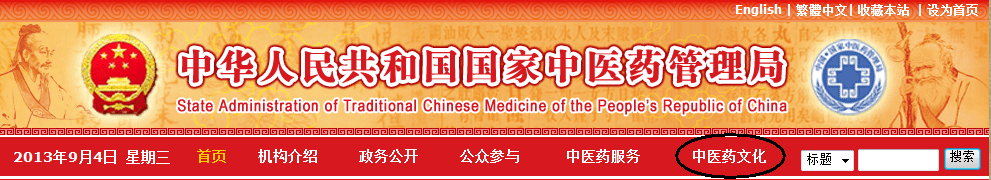 English | 繁體中文 | 收藏本站 | 设为首页
中华人民共和国国家中医药管理局
State Administration of Traditional Chinese Medicine of the People's Republic of China
2013年9月4日 星期三 首页 机构介绍 政务公开 公众参与 中医药服务 中医药文化 标题 搜索